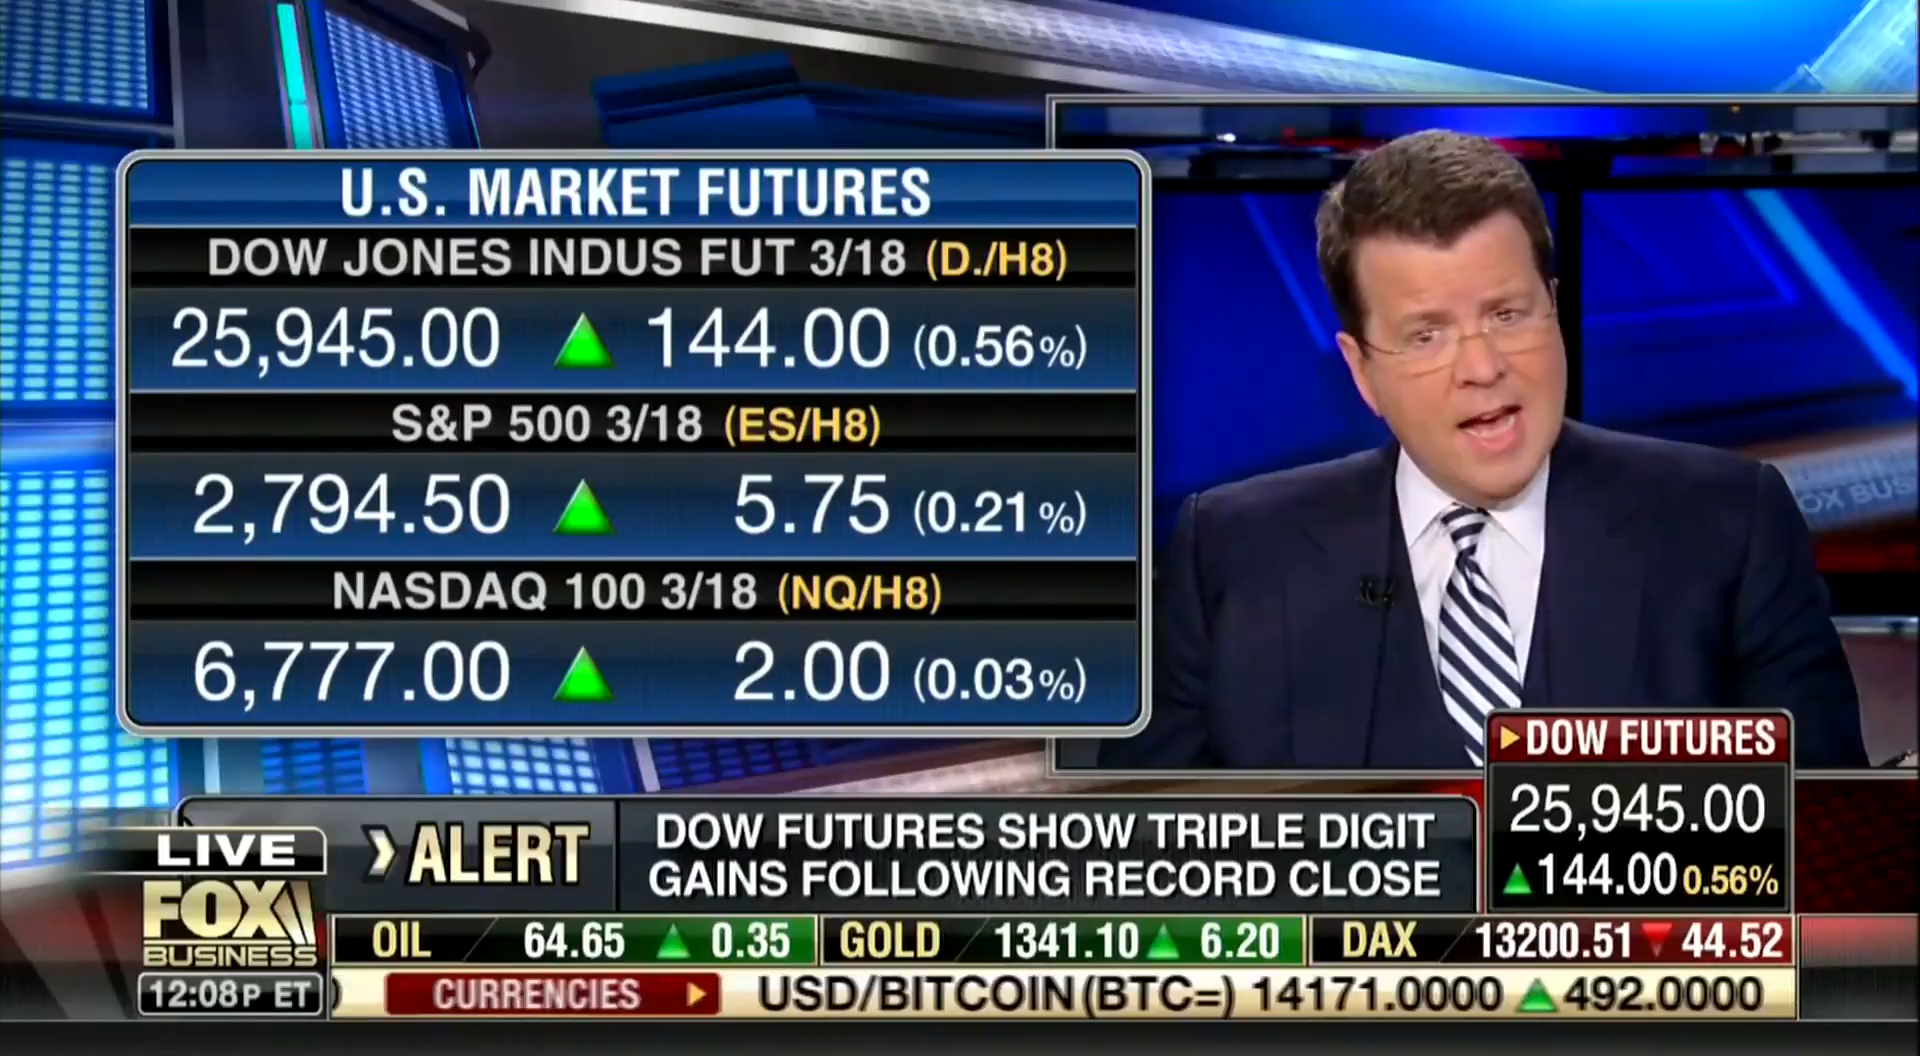 U.S. MARKET FUTURES
DOW JONES INDUS FUT 3/18 (D./H8)
25,945.00 ▲ 144.00 (0.56%)
S&P 500 3/18 (ES/H8)
2,794.50 ▲ 5.75 (0.21%)
NASDAQ 100 3/18 (NQ/H8)
6,777.00 ▲ 2.00 (0.03%)
OX BUS
DOW FUTURES
25,945.00
▲144.00 0.56%
LIVE
FOX
BUSINESS
12:08P ET
ALERT
DOW FUTURES SHOW TRIPLE DIGIT
GAINS FOLLOWING RECORD CLOSE
OIL 64.65 ▲ 0.35 GOLD 1341.10 ▲ 6.20 DAX 13200.51 ▼ 44.52
) CURRENCIES USD/BITCOIN(BTC=) 14171.0000 ▲492.0000